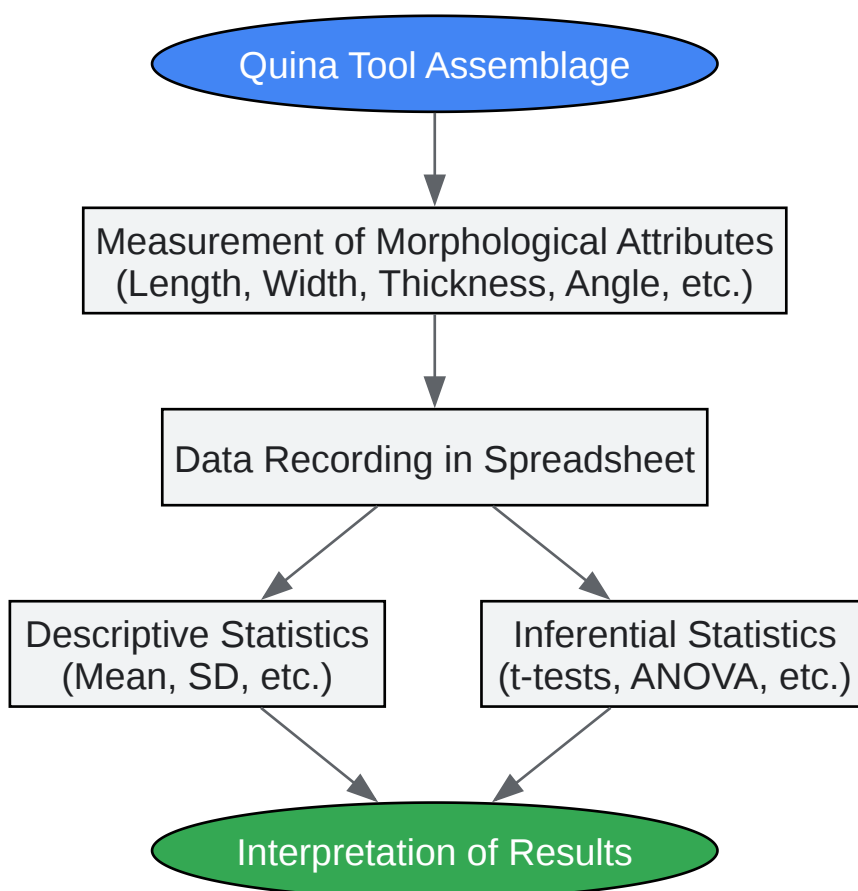 Quina Tool Assemblage
Measurement of Morphological Attributes
(Length, Width, Thickness, Angle, etc.)
Data Recording in Spreadsheet
Descriptive Statistics
(Mean, SD, etc.)
Inferential Statistics
(t-tests, ANOVA, etc.)
Interpretation of Results